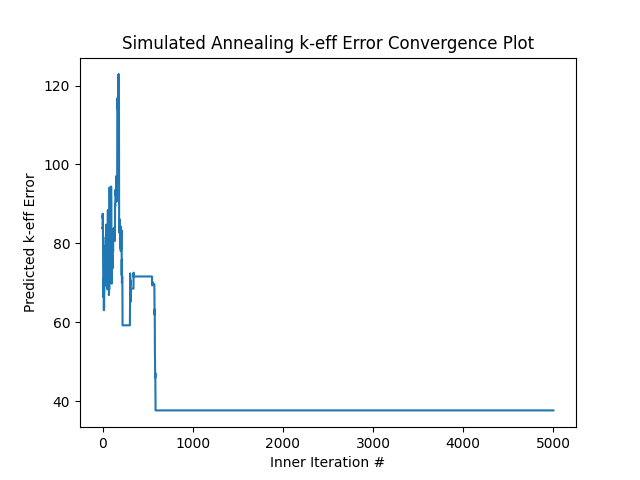 Simulated Annealing k-eff Error Convergence Plot
120
100
80
60
40
Predicted k-eff Error
0 1000 2000 3000 4000 5000
Inner Iteration #